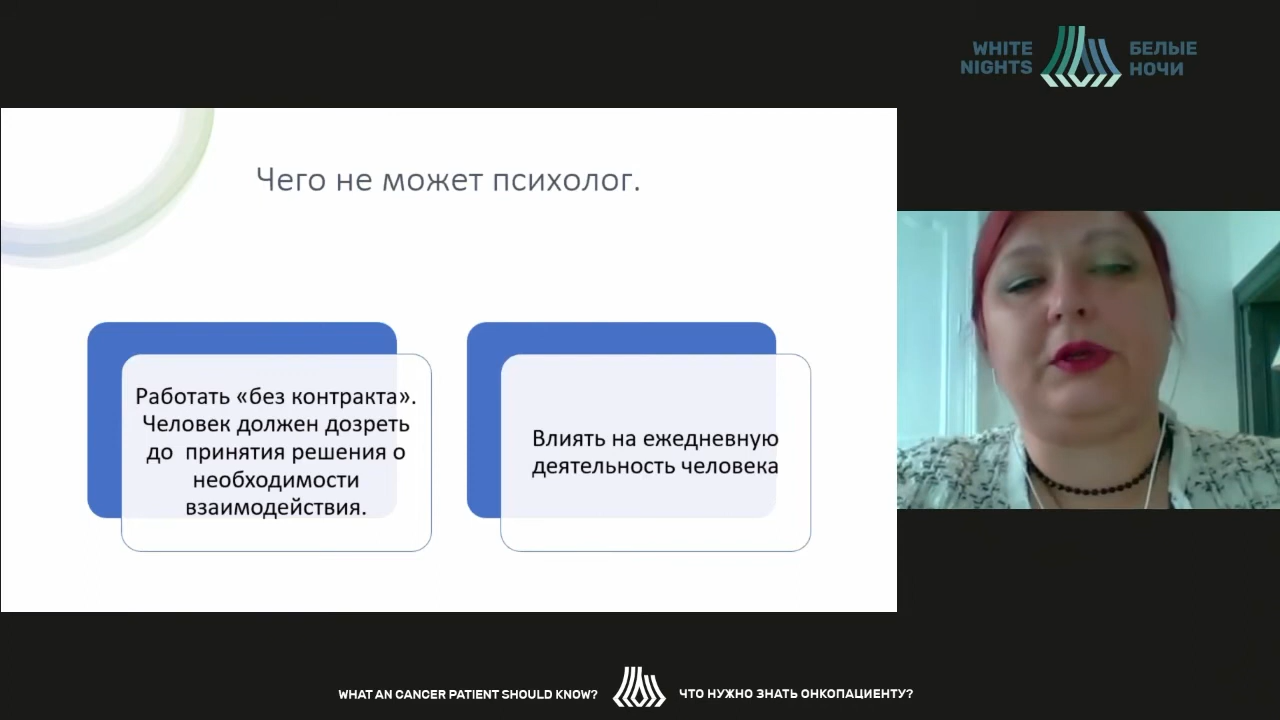 WHITE
NIGHTS
БЕЛЫЕ
НОЧИ
Чего не может психолог.
Работать «без контракта».
Человек должен дозреть
до принятия решения о
необходимости
взаимодействия.
Влиять на ежедневную
деятельность человека
WHAT AN CANCER PATIENT SHOULD KNOW?
ЧТО НУЖНО ЗНАТЬ ОНКОПАЦИЕНТУ?